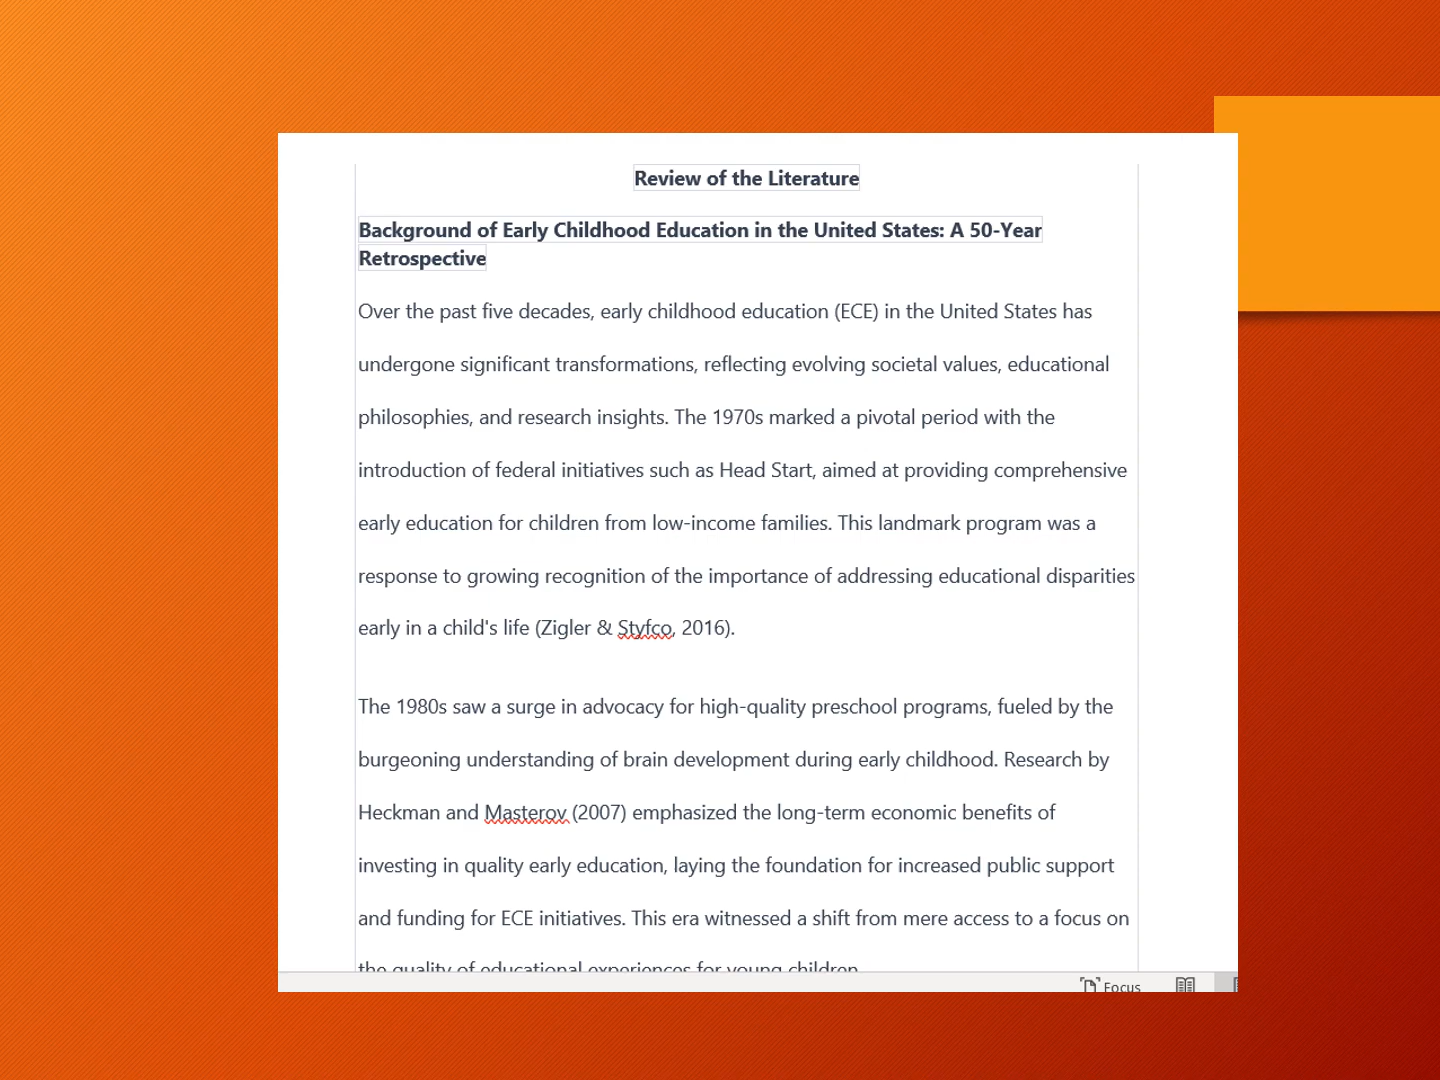 Review of the Literature
Background of Early Childhood Education in the United States: A 50-Year
Retrospective
Over the past five decades, early childhood education (ECE) in the United States has
undergone significant transformations, reflecting evolving societal values, educational
philosophies, and research insights. The 1970s marked a pivotal period with the
introduction of federal initiatives such as Head Start, aimed at providing comprehensive
early education for children from low-income families. This landmark program was a
response to growing recognition of the importance of addressing educational disparities
early in a child's life (Zigler & Styfco, 2016).
The 1980s saw a surge in advocacy for high-quality preschool programs, fueled by the
burgeoning understanding of brain development during early childhood. Research by
Heckman and Masterov (2007) emphasized the long-term economic benefits of
investing in quality early education, laying the foundation for increased public support
and funding for ECE initiatives. This era witnessed a shift from mere access to a focus on
the quality of educational experiences for young children.
Focus